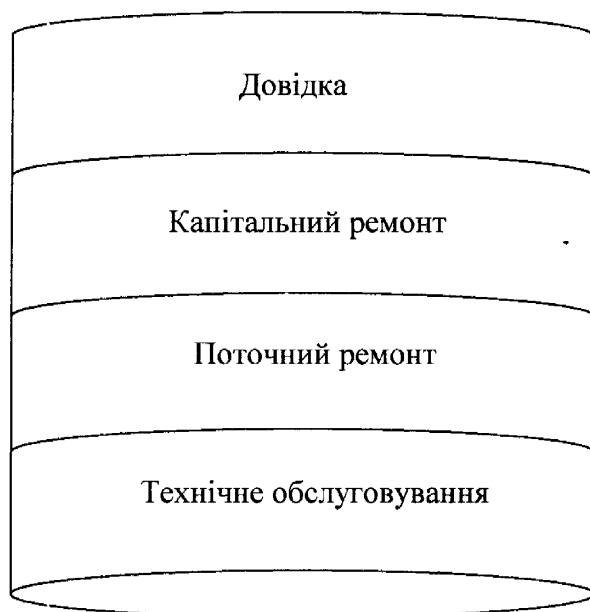 Довідка
Капітальний ремонт
Поточний ремонт
Технічне обслуговування